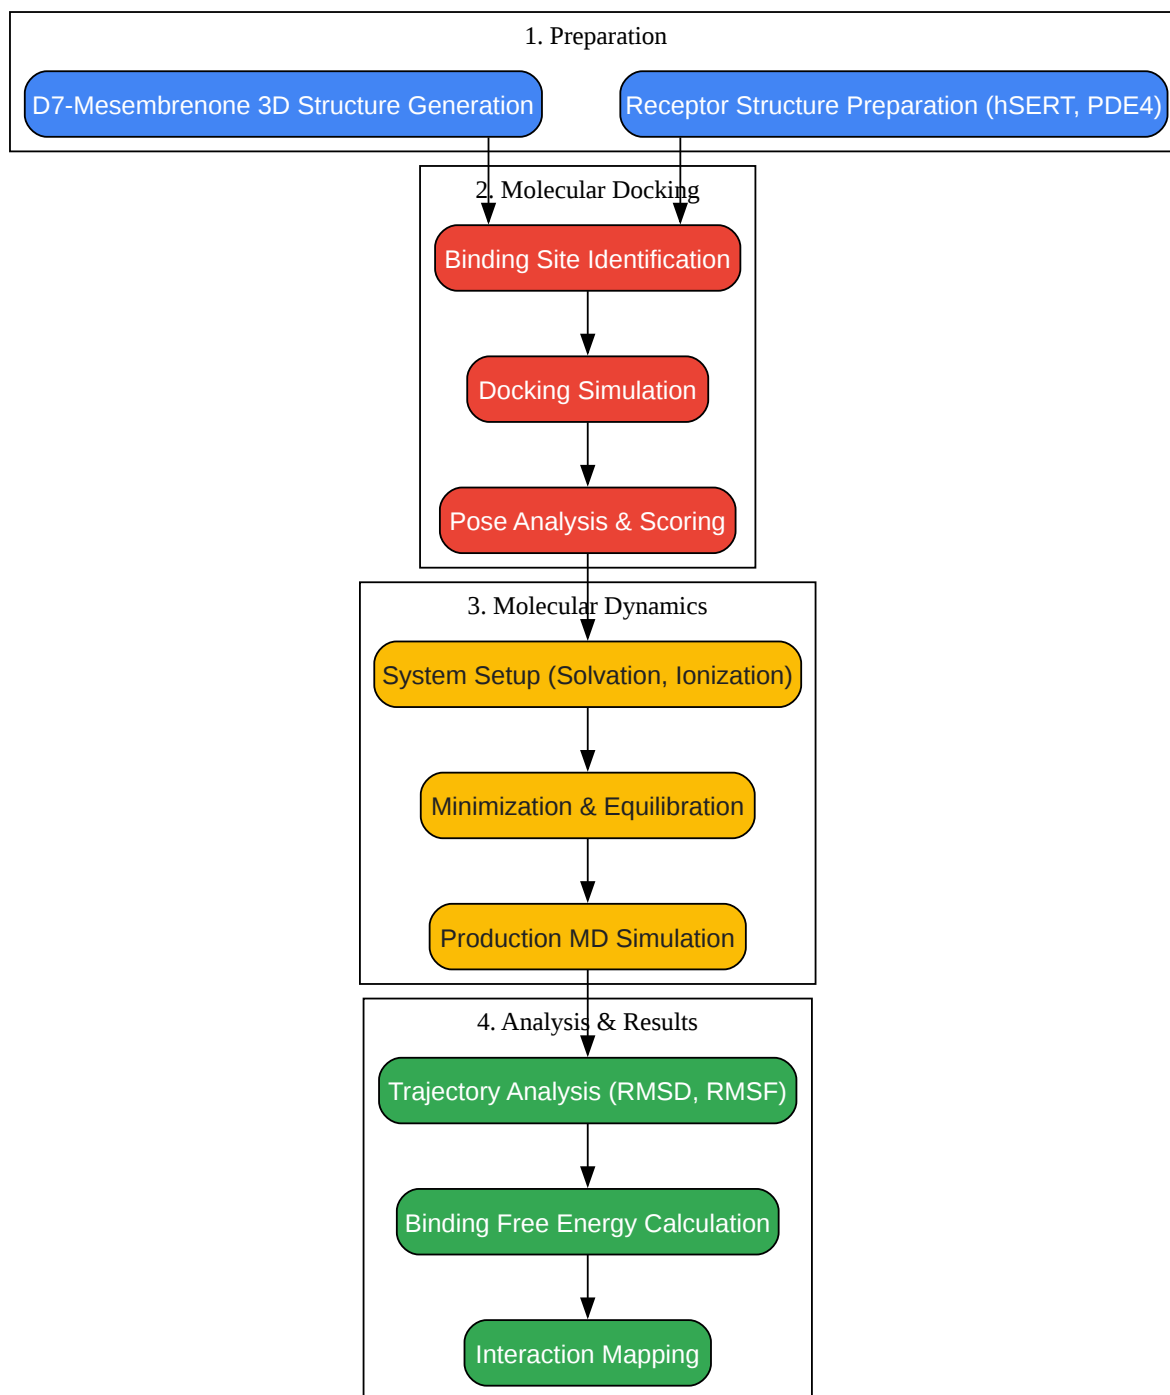 1. Preparation
D7-Mesembrenone 3D Structure Generation
Receptor Structure Preparation (hSERT, PDE4)
2. Molecular Docking
Binding Site Identification
Docking Simulation
Pose Analysis & Scoring
3. Molecular Dynamics
System Setup (Solvation, Ionization)
Minimization & Equilibration
Production MD Simulation
4. Analysis & Results
Trajectory Analysis (RMSD, RMSF)
Binding Free Energy Calculation
Interaction Mapping